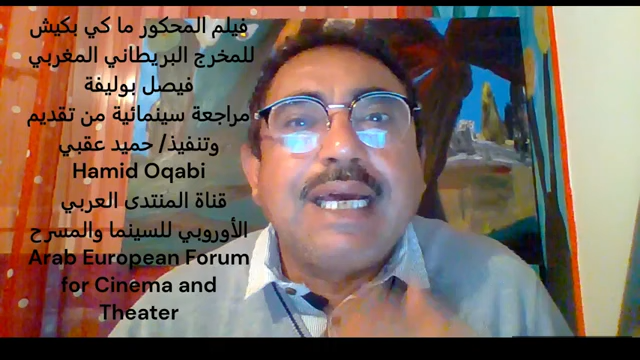 فيلم المحكور ما كي بكيش
للمخرج البريطاني المغربي
فيصل بوليفة
مراجعة سينمائية من تقديم
وتنفيذ/ حميد عقبي
Hamid Oqabi
قناة المنتدى العربي
الأوروبي للسينما والمسرح
Arab European Forum
for Cinema and
Theater